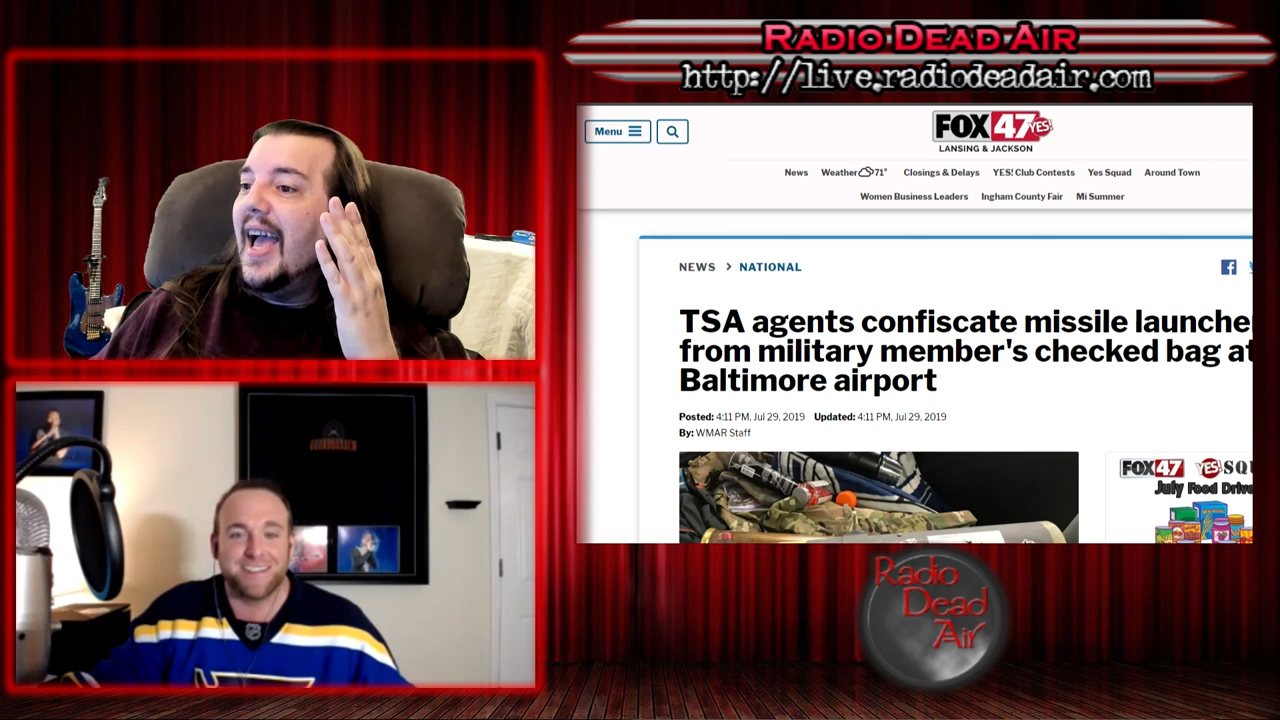 RADIO DEAD AIR
http://live.radiodeadair.com
Menu
FOX 47 YES!
LANSING & JACKSON
News Weather 71° Closings & Delays YES! Club Contests Yes Squad Around Town
Women Business Leaders Ingham County Fair Mi Summer
NEWS > NATIONAL
TSA agents confiscate missile launche
from military member's checked bag at
Baltimore airport
Posted: 4:11 PM, Jul 29, 2019 Updated: 4:11 PM, Jul 29, 2019
By: WMAR Staff
FOX 47 YES! SQU
July Food Drive
Radio
Dead
Air